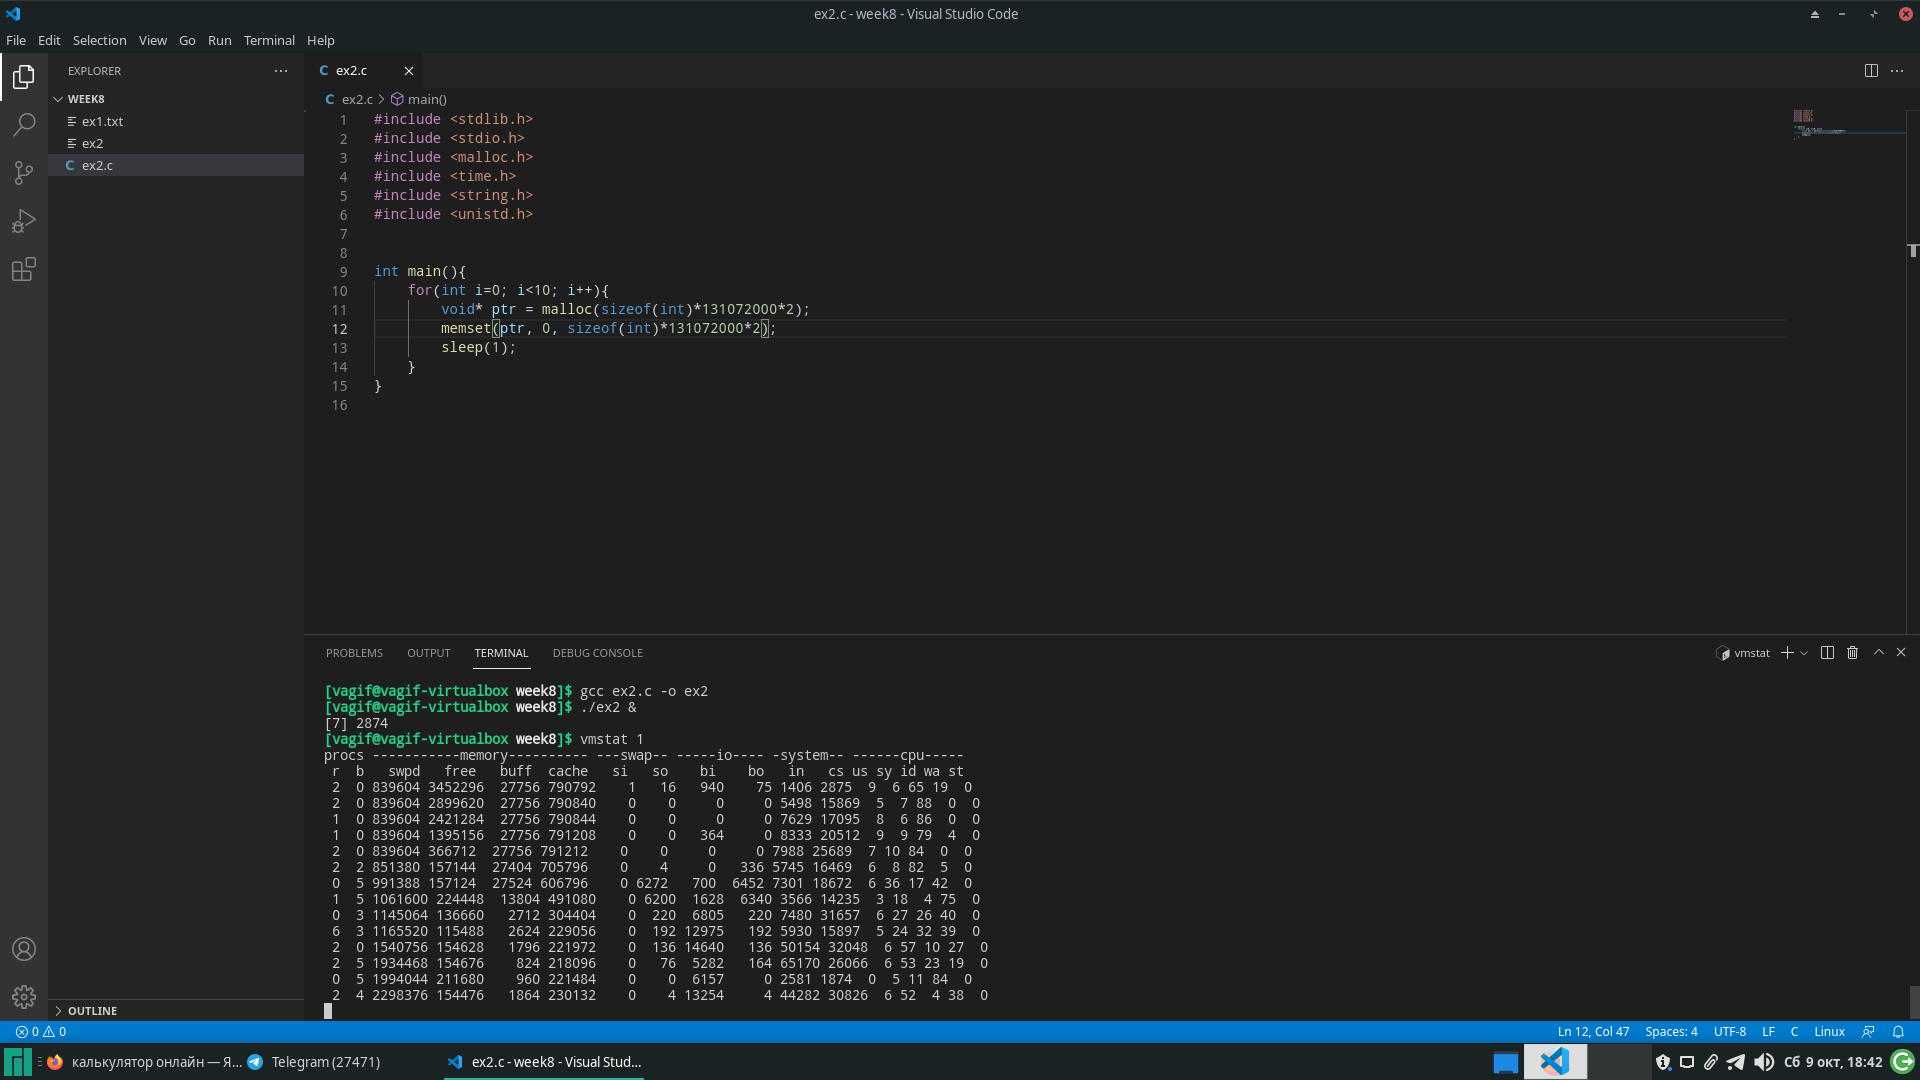 ex2.c - week8 - Visual Studio Code
File Edit Selection View Go Run Terminal Help
EXPLORER
WEEK8
ex1.txt
ex2
C ex2.c
OUTLINE
C ex2.c
C ex2.c > main()
1 #include <stdlib.h>
2 #include <stdio.h>
3 #include <malloc.h>
4 #include <time.h>
5 #include <string.h>
6 #include <unistd.h>
7
8
9 int main(){
10 for(int i=0; i<10; i++){
11 void* ptr = malloc(sizeof(int)*131072000*2);
12 memset(ptr, 0, sizeof(int)*131072000*2);
13 sleep(1);
14 }
15 }
16
PROBLEMS OUTPUT TERMINAL DEBUG CONSOLE
vmstat
[vagif@vagif-virtualbox week8]$ gcc ex2.c -o ex2
[vagif@vagif-virtualbox week8]$ ./ex2 &
[7] 2874
[vagif@vagif-virtualbox week8]$ vmstat 1
procs -----------memory---------- ---swap-- -----io---- -system-- ------cpu-----
r b swpd free buff cache si so bi bo in cs us sy id wa st
2 0 839604 3452296 27756 790792 1 16 940 75 1406 2875 9 6 65 19 0
2 0 839604 2899620 27756 790840 0 0 0 0 5498 15869 5 7 88 0 0
1 0 839604 2421284 27756 790844 0 0 0 0 7629 17095 8 6 86 0 0
1 0 839604 1395156 27756 791208 0 0 364 0 8333 20512 9 9 79 4 0
2 0 839604 366712 27756 791212 0 0 0 0 7988 25689 7 10 84 0 0
2 2 851380 157144 27404 705796 0 4 0 336 5745 16469 6 8 82 5 0
0 5 991388 157124 27524 606796 0 6272 700 6452 7301 18672 6 36 17 42 0
1 5 1061600 224448 13804 491080 0 6200 1628 6340 3566 14235 3 18 4 75 0
0 3 1145064 136660 2712 304404 0 220 6805 220 7480 31657 6 27 26 40 0
6 3 1165520 115488 2624 229056 0 192 12975 192 5930 15897 5 24 32 39 0
2 0 1540756 154628 1796 221972 0 136 14640 136 50154 32048 6 57 10 27 0
2 5 1934468 154676 824 218096 0 76 5282 164 65170 26066 6 53 23 19 0
0 5 1994044 211680 960 221484 0 0 6157 0 2581 1874 0 5 11 84 0
2 4 2298376 154476 1864 230132 0 4 13254 4 44282 30826 6 52 4 38 0
0 0
Ln 12, Col 47 Spaces: 4 UTF-8 LF C Linux
калькулятор онлайн — Я... Telegram (27471) ex2.c - week8 - Visual Stud... Сб 9 окт, 18:42